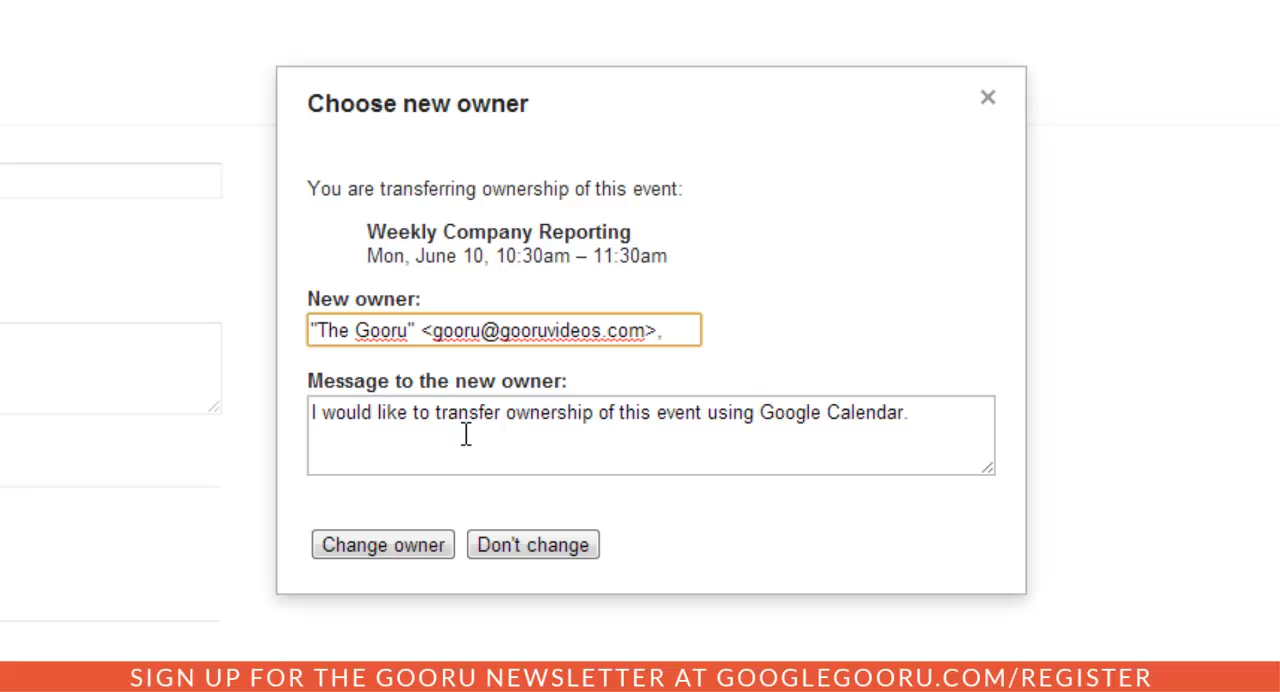 Choose new owner
×
You are transferring ownership of this event:
Weekly Company Reporting
Mon, June 10, 10:30am – 11:30am
New owner:
"The Gooru" <gooru@gooruvideos.com>,
Message to the new owner:
I would like to transfer ownership of this event using Google Calendar.
Change owner Don't change
SIGN UP FOR THE GOORU NEWSLETTER AT GOOGLEGOORU.COM/REGISTER